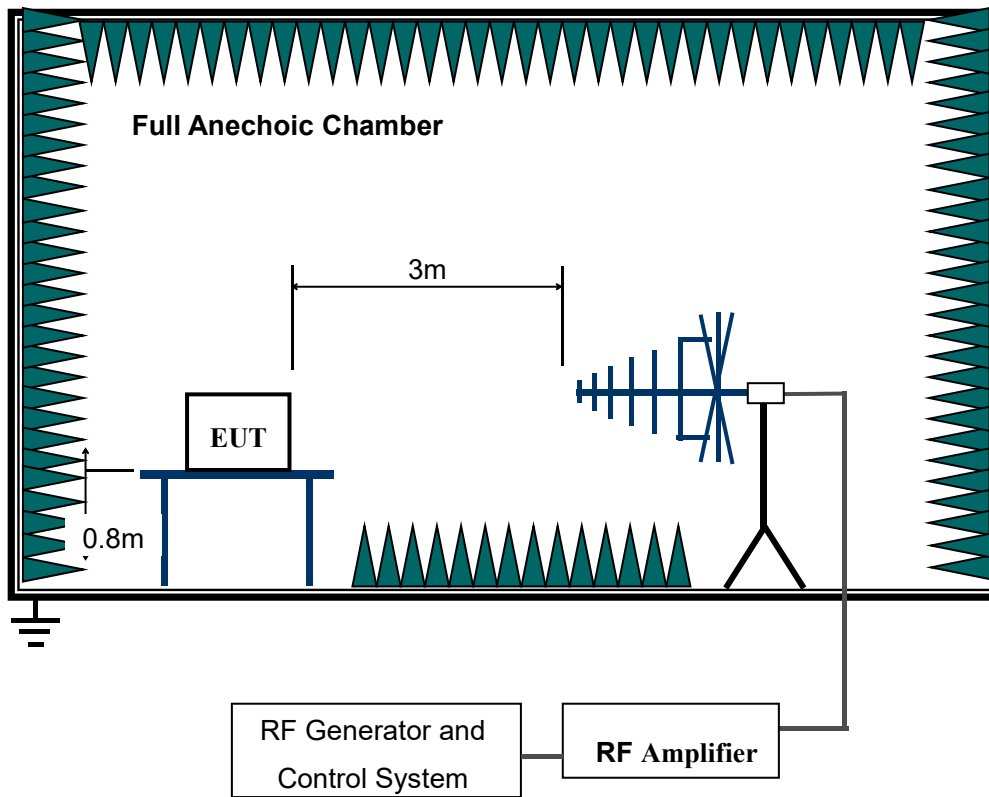 Full Anechoic Chamber
3m
EUT
0.8m
RF Generator and
Control System
RF Amplifier